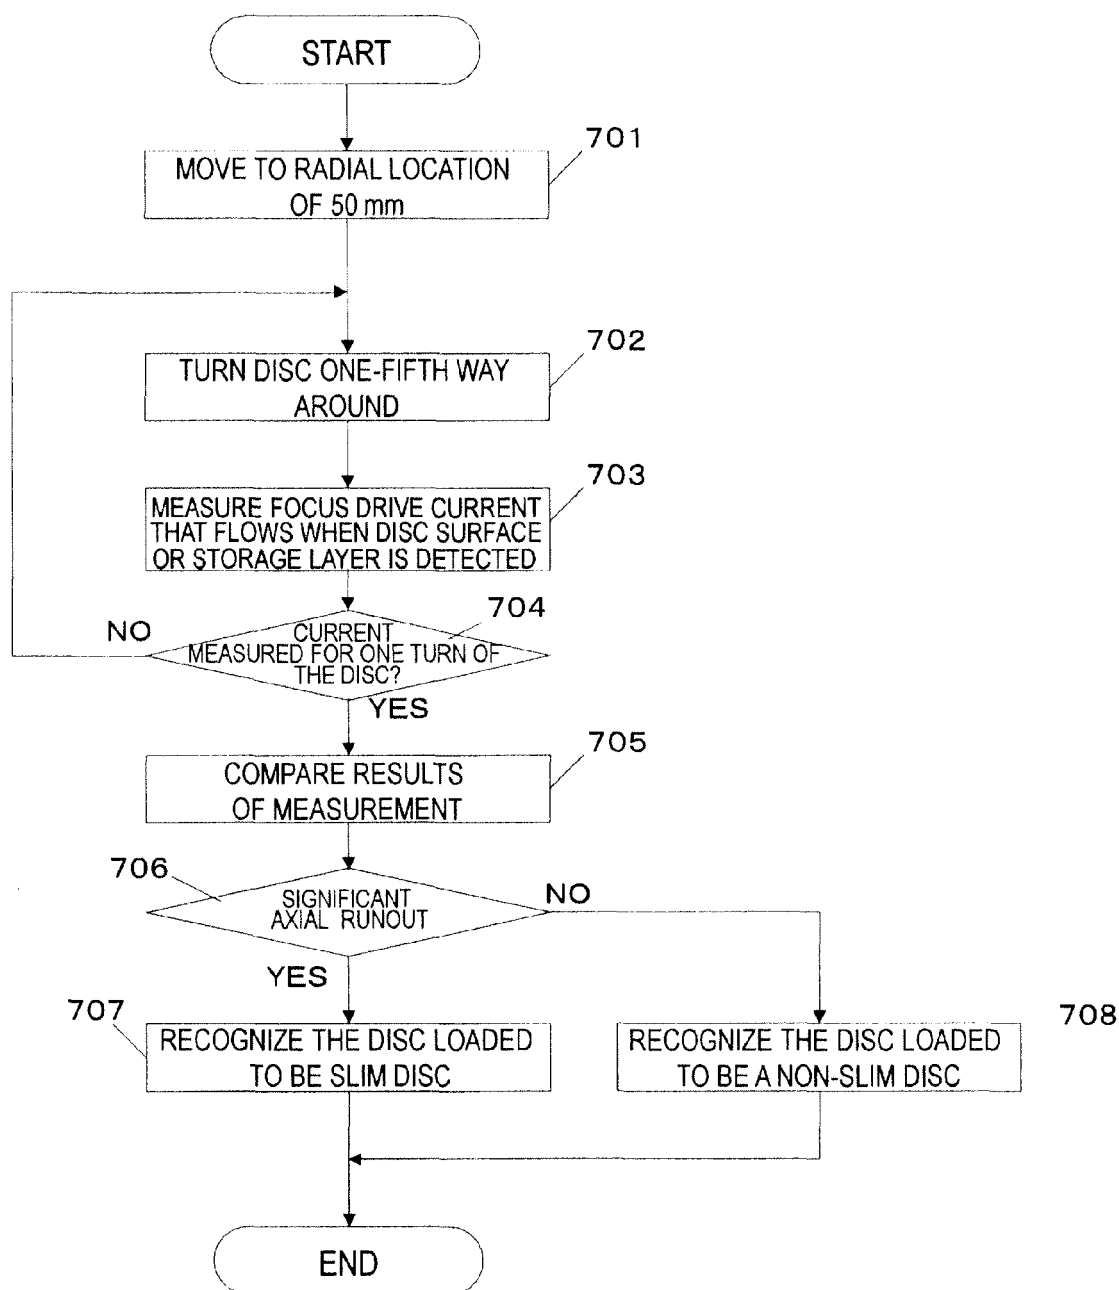 START
701
MOVE TO RADIAL LOCATION
OF 50 mm
702
TURN DISC ONE-FIFTH WAY
AROUND
703
MEASURE FOCUS DRIVE CURRENT
THAT FLOWS WHEN DISC SURFACE
OR STORAGE LAYER IS DETECTED
704
NO
CURRENT
MEASURED FOR ONE TURN OF
THE DISC?
YES
705
COMPARE RESULTS
OF MEASUREMENT
706
SIGNIFICANT
AXIAL RUNOUT
NO
YES
707
RECOGNIZE THE DISC LOADED
TO BE SLIM DISC
708
RECOGNIZE THE DISC LOADED
TO BE A NON-SLIM DISC
END